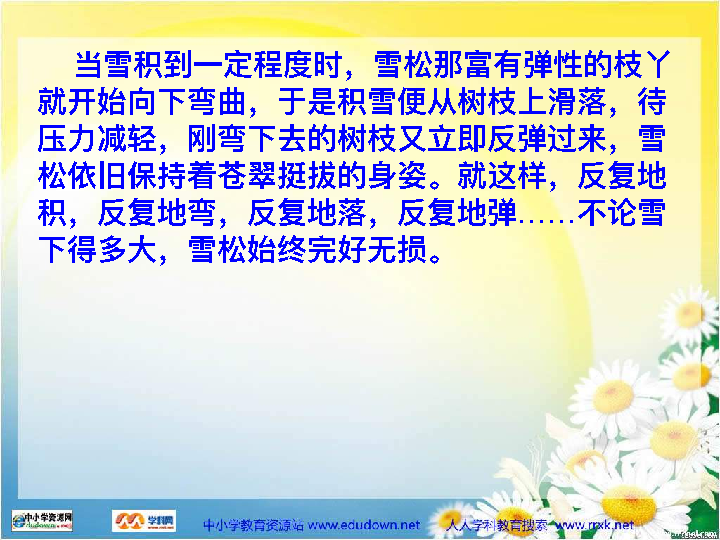 当雪积到一定程度时，雪松那富有弹性的枝丫
就开始向下弯曲，于是积雪便从树枝上滑落，待
压力减轻，刚弯下去的树枝又立即反弹过来，雪
松依旧保持着苍翠挺拔的身姿。就这样，反复地
积，反复地弯，反复地落，反复地弹……不论雪
下得多大，雪松始终完好无损。
中小学资源网
学科网
中小学教育资源站 www.edudown.net 人人学科教育搜索 www.rrxk.net